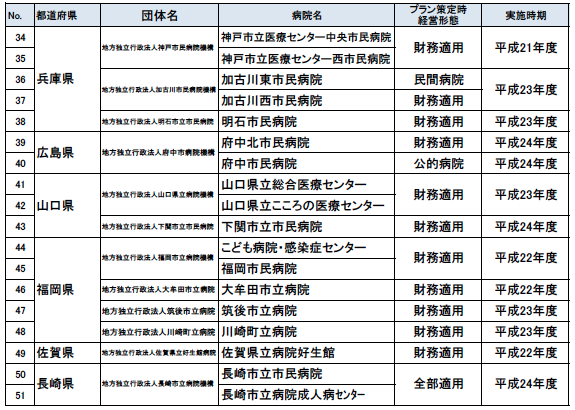 No. 都道府県 団体名 病院名 プラン策定時経営形態 実施時期
34 兵庫県 地方独立行政法人神戸市民病院機構 神戸市立医療センター中央市民病院 財務適用 平成21年度
35 神戸市立医療センター西市民病院
36 地方独立行政法人加古川市民病院機構 加古川東市民病院 民間病院 平成23年度
37 加古川西市民病院 財務適用
38 地方独立行政法人明石市立市民病院 明石市民病院 財務適用 平成23年度
39 広島県 地方独立行政法人府中市病院機構 府中北市民病院 財務適用 平成24年度
40 府中市民病院 公的病院 平成24年度
41 山口県 地方独立行政法人山口県立病院機構 山口県立総合医療センター 財務適用 平成23年度
42 山口県立こころの医療センター
43 地方独立行政法人下関市立市民病院 下関市立市民病院 財務適用 平成24年度
44 福岡県 地方独立行政法人福岡市立病院機構 こども病院・感染症センター 財務適用 平成22年度
45 福岡市民病院
46 地方独立行政法人大牟田市立病院 大牟田市立病院 財務適用 平成22年度
47 地方独立行政法人筑後市立病院 筑後市立病院 財務適用 平成23年度
48 地方独立行政法人川崎町立病院 川崎町立病院 財務適用 平成23年度
49 佐賀県 地方独立行政法人佐賀県立好生館病院 佐賀県立病院好生館 財務適用 平成22年度
50 長崎県 地方独立行政法人長崎市立病院機構 長崎市立市民病院 全部適用 平成24年度
51 長崎市立病院成人病センター